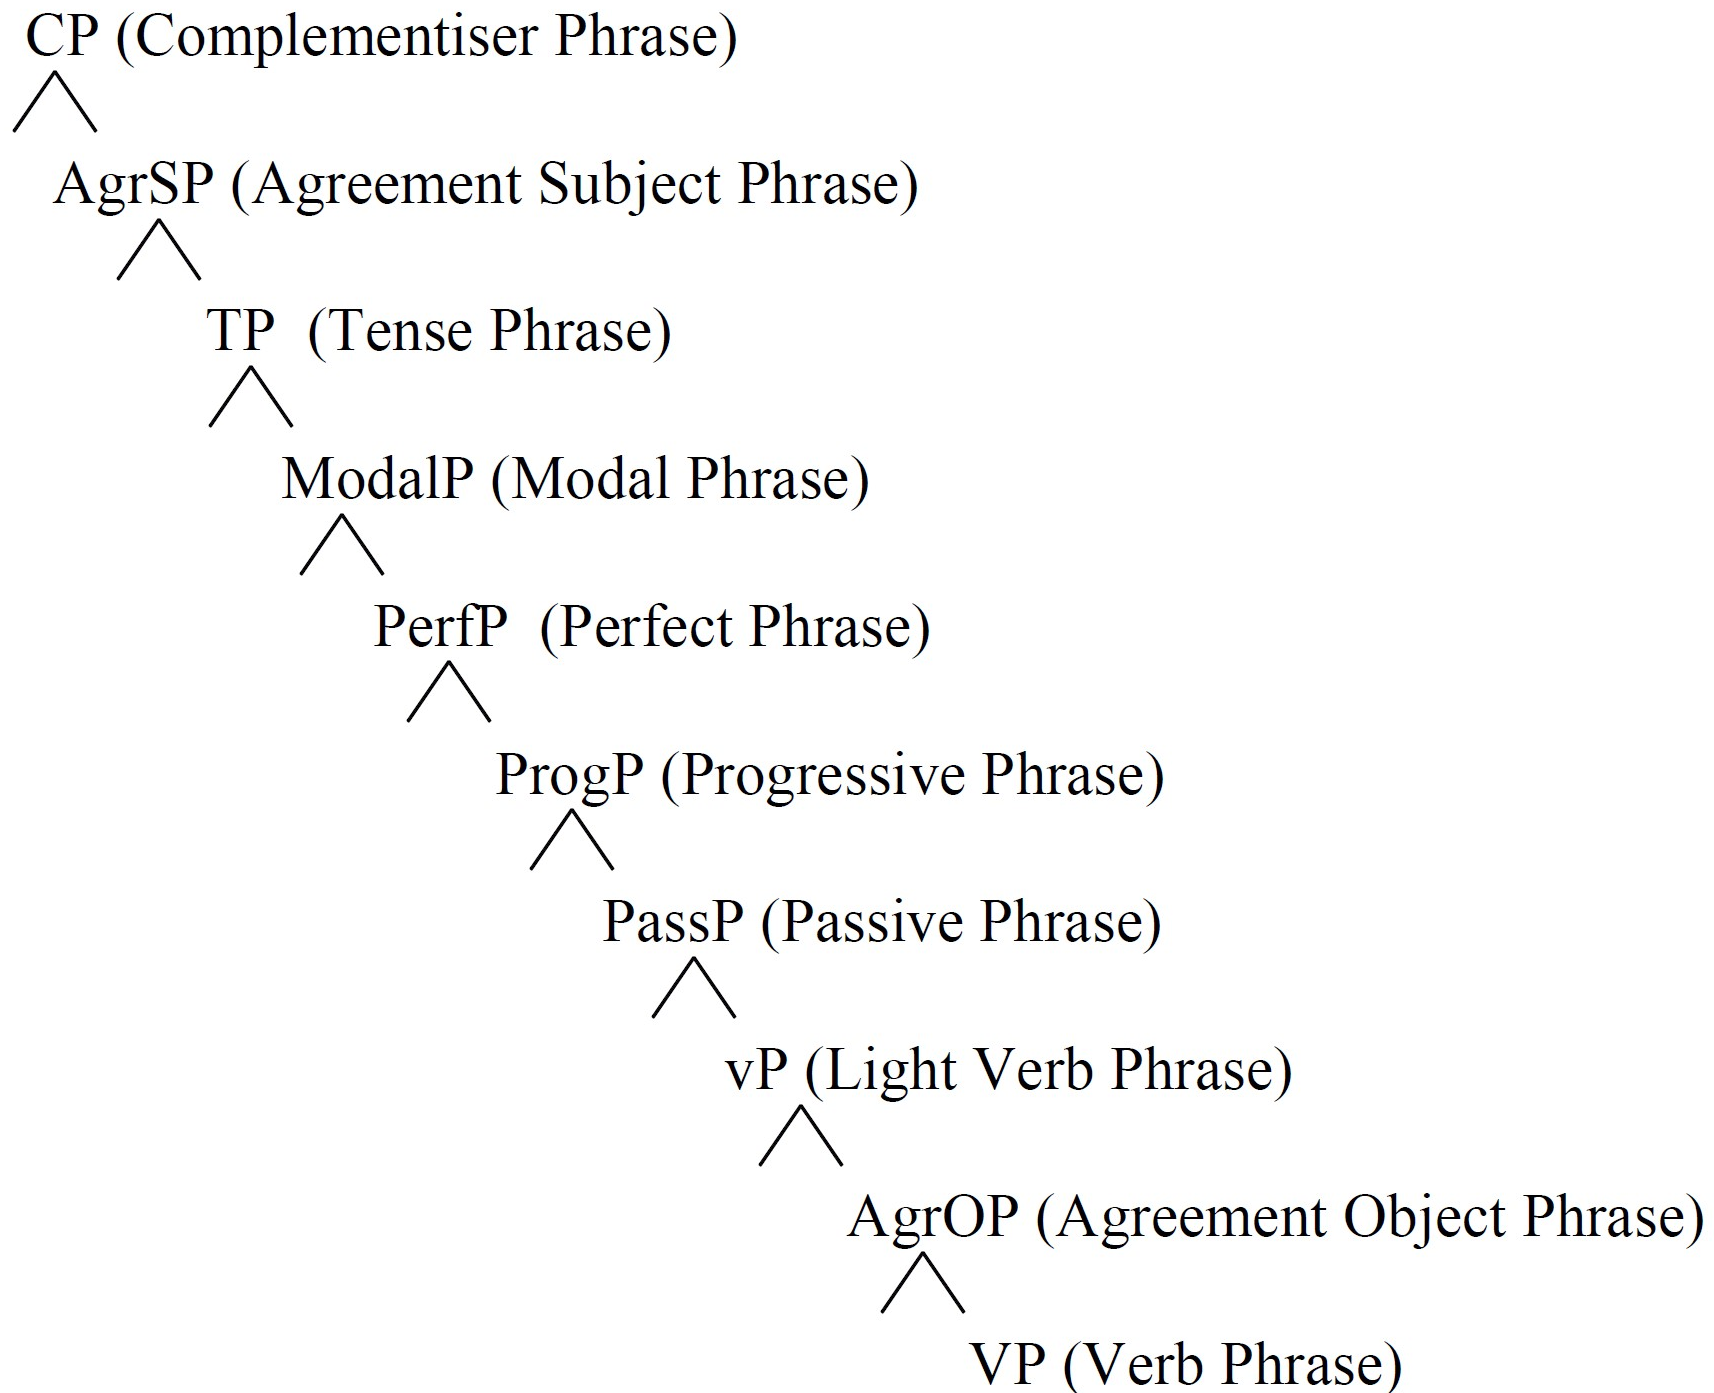 CP (Complementiser Phrase)
AgrSP (Agreement Subject Phrase)
TP (Tense Phrase)
ModalP (Modal Phrase)
PerfP (Perfect Phrase)
ProgP (Progressive Phrase)
PassP (Passive Phrase)
vP (Light Verb Phrase)
AgrOP (Agreement Object Phrase)
VP (Verb Phrase)